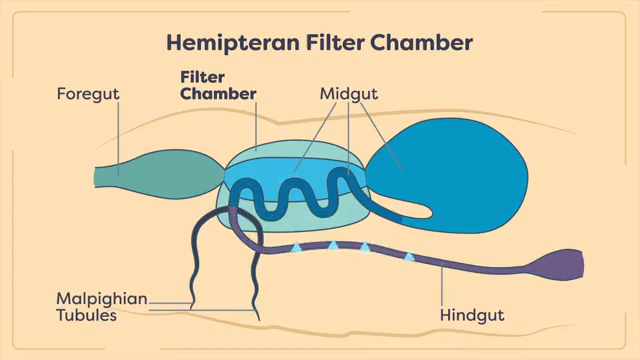 Hemipteran Filter Chamber
Foregut
Filter
Chamber
Midgut
Malpighian
Tubules
Hindgut